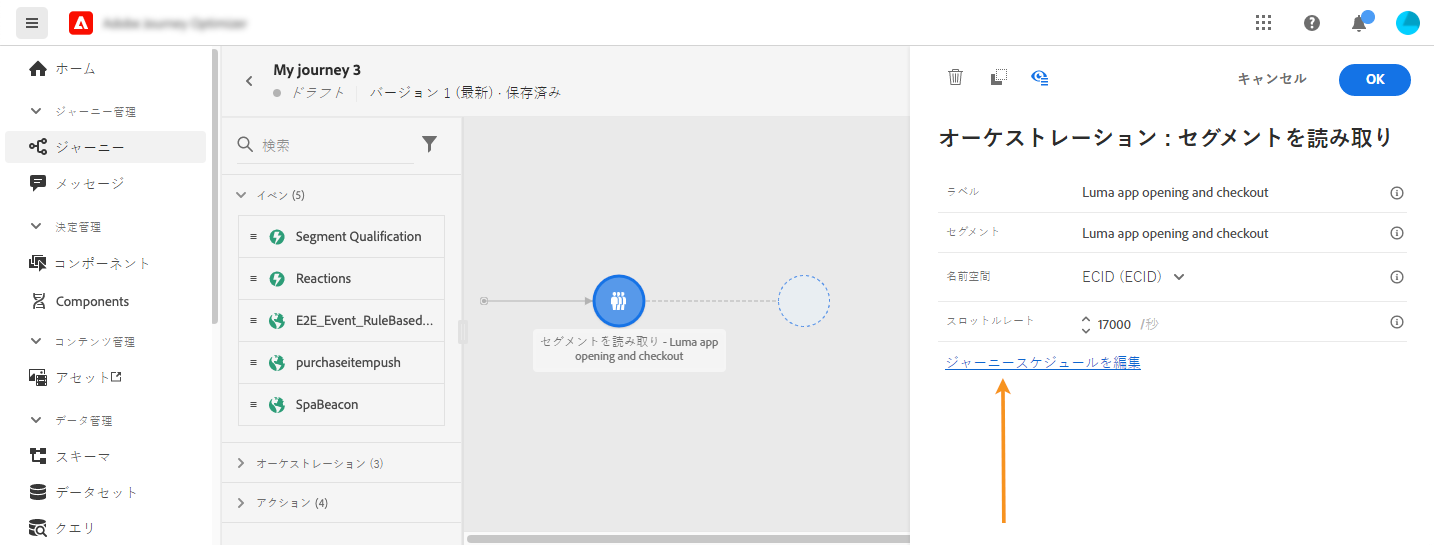 ホーム
ジャーニー管理
ジャーニー
メッセージ
決定管理
コンポーネント
Components
コンテンツ管理
アセット
データ管理
スキーマ
データセット
クエリ
My journey 3
ドラフト バージョン 1 (最新) · 保存済み
検索
イベン (5)
Segment Qualification
Reactions
E2E_Event_RuleBased...
purchaseitempush
SpaBeacon
オーケストレーション (3)
アクション (4)
セグメントを読み取り - Luma app
opening and checkout
キャンセル OK
オーケストレーション : セグメントを読み取り
ラベル Luma app opening and checkout
セグメント Luma app opening and checkout
名前空間 ECID (ECID)
スロットルレート 17000 /秒
ジャーニースケジュールを編集